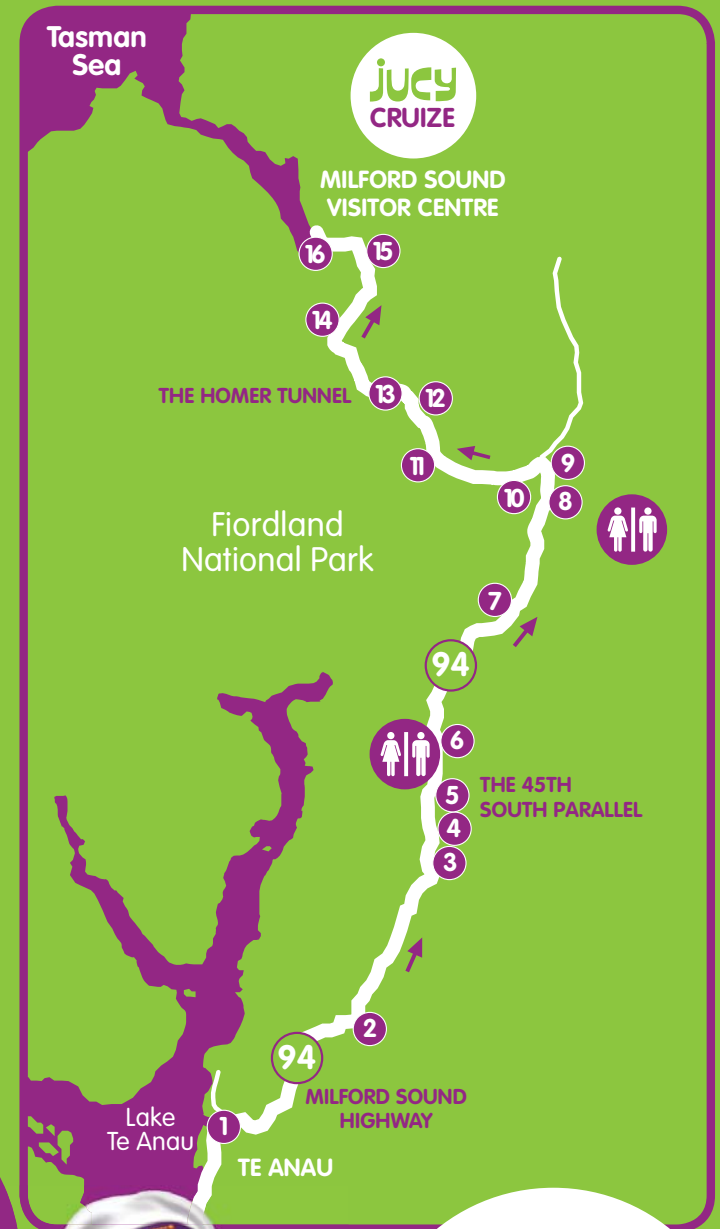 Tasman
Sea
jucy
CRUIZE
MILFORD SOUND
VISITOR CENTRE
16
15
14
THE HOMER TUNNEL
13
12
11
9
10
8
Fiordland
National Park
7
94
6
5
THE 45TH
SOUTH PARALLEL
4
3
2
94
MILFORD SOUND
HIGHWAY
Lake
Te Anau
1
TE ANAU